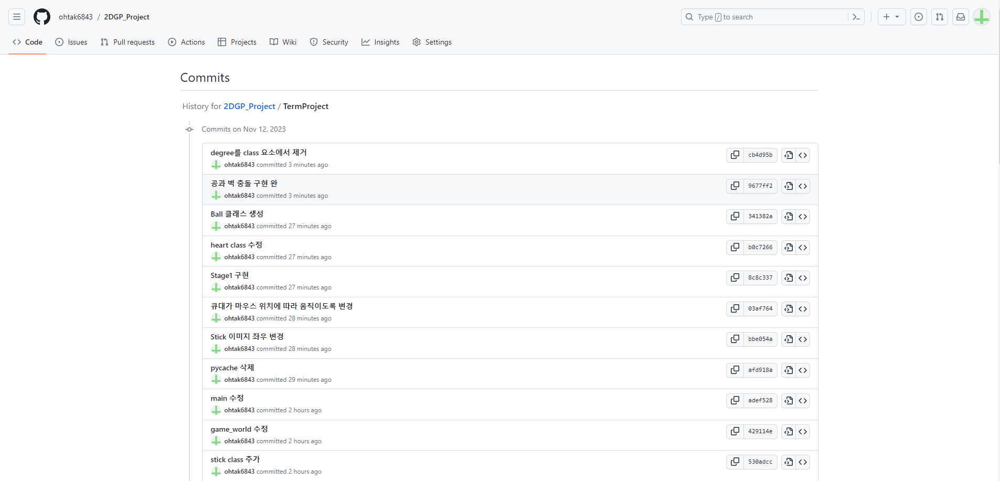 ohtak6843 / 2DGP_Project
Type / to search
Code Issues Pull requests Actions Projects Wiki Security Insights Settings
Commits
History for 2DGP_Project / TermProject
Commits on Nov 12, 2023
degree를 class 요소에서 제거
cb4d95b
ohtak6843 committed 3 minutes ago
공과 벽 충돌 구현 완
9677ff2
ohtak6843 committed 3 minutes ago
Ball 클래스 생성
341382a
ohtak6843 committed 27 minutes ago
heart class 수정
b0c7266
ohtak6843 committed 27 minutes ago
Stage1 구현
8c8c337
ohtak6843 committed 27 minutes ago
큐대가 마우스 위치에 따라 움직이도록 변경
03af764
ohtak6843 committed 28 minutes ago
Stick 이미지 좌우 변경
bbe054a
ohtak6843 committed 28 minutes ago
pycache 삭제
afd918a
ohtak6843 committed 29 minutes ago
main 수정
adef528
ohtak6843 committed 2 hours ago
game_world 수정
429114e
ohtak6843 committed 2 hours ago
stick class 추가
530adcc
ohtak6843 committed 2 hours ago